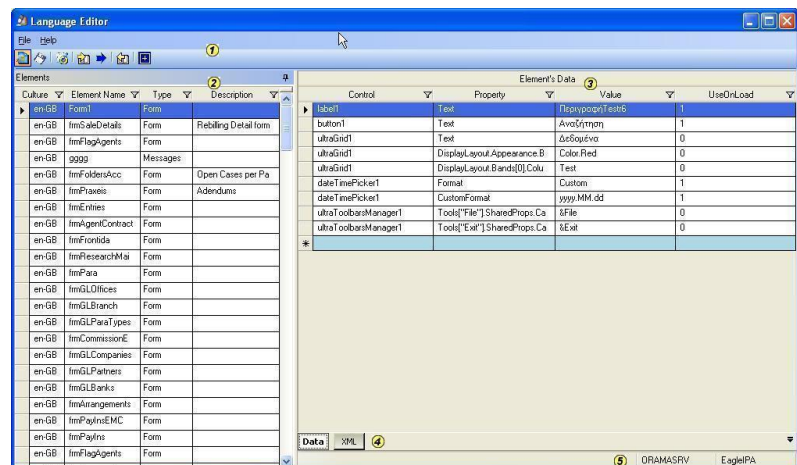 Language Editor
File Help
1
Elements
2
Culture Element Name Type Description
en-GB Form1 Form
en-GB frmSaleDetails Form Rebilling Detail form
en-GB frmFlagAgents Form
en-GB gggg Messages
en-GB frmFoldersAcc Form Open Cases per Pa
en-GB frmPraxeis Form Adendums
en-GB frmEntries Form
en-GB frmAgentContract Form
en-GB frmFrontida Form
en-GB frmResearchMai Form
en-GB frmPara Form
en-GB frmGLOffices Form
en-GB frmGLBranch Form
en-GB frmGLParaTypes Form
en-GB frmCommissionE Form
en-GB frmGLCompanies Form
en-GB frmGLPartners Form
en-GB frmGLBanks Form
en-GB frmArrangements Form
en-GB frmPayInsEMC Form
en-GB frmPayIns Form
en-GB frmFlagAgents Form
Element's Data
3
Control Property Value UseOnLoad
label1 Text ΠεριγραφήTestr6 1
button1 Text Αναζήτηση 1
ultraGrid1 Text Δεδομένα 0
ultraGrid1 DisplayLayout.Appearance.B Color.Red 0
ultraGrid1 DisplayLayout.Bands[0].Colu Test 0
dateTimePicker1 Format Custom 1
dateTimePicker1 CustomFormat yyyy.MM.dd 1
ultraToolbarsManager1 Tools["File"].SharedProps.Ca &File 0
ultraToolbarsManager1 Tools["Exit"].SharedProps.Ca &Exit 0
Data XML 4
5 ORAMASRV EagleIPA